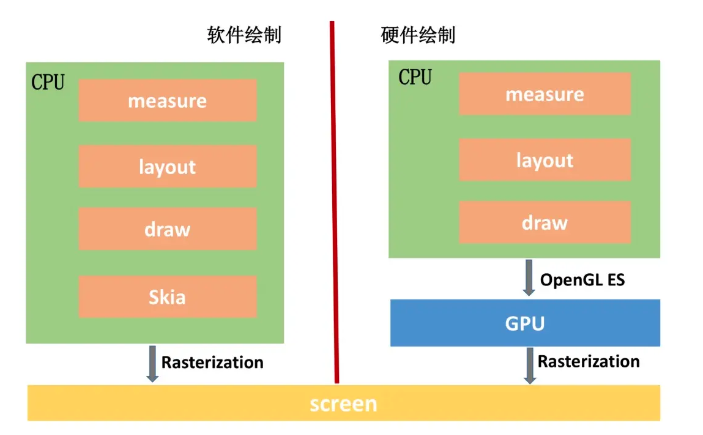 软件绘制
硬件绘制
CPU
measure
layout
draw
Skia
Rasterization
CPU
measure
layout
draw
OpenGL ES
GPU
Rasterization
screen